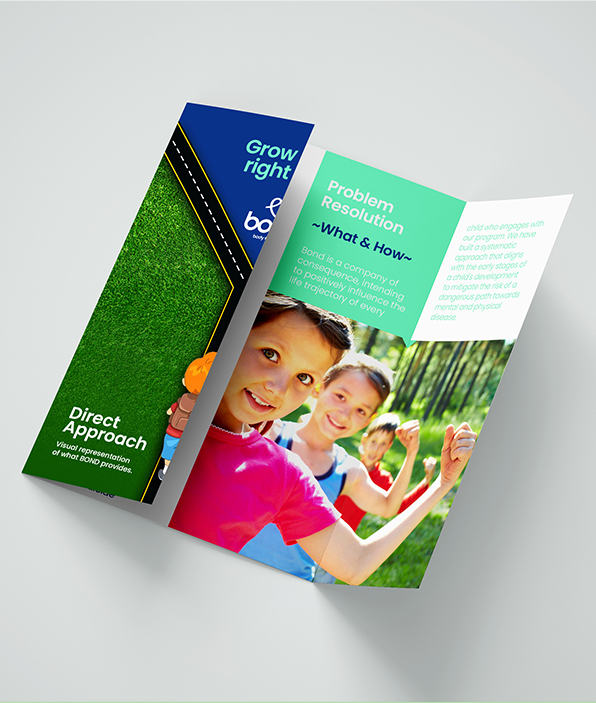 Grow
right
Direct
Approach
Visual representation
of what BOND provides.
Problem
Resolution
~What & How~
Bond is a company of
consequence, intending
to positively influence the
life trajectory of every
child who engages with
our program. We have
built a systematic
approach that aligns
with the early stages of
a child's development
to mitigate the risk of a
dangerous path towards
mental and physical
disease.